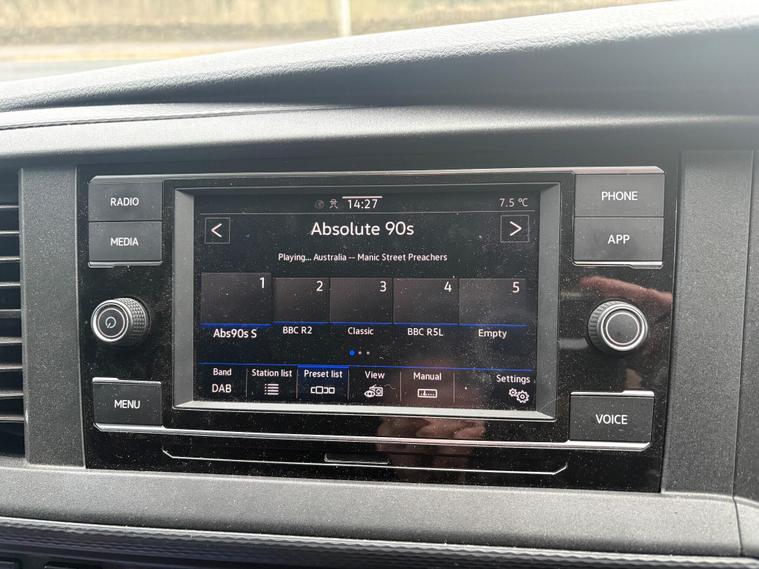 RADIO
MEDIA
MENU
PHONE
APP
VOICE
14:27
7.5 °C
< Absolute 90s >
Playing... Australia -- Manic Street Preachers
1 2 3 4 5
Abs90s S BBC R2 Classic BBC R5L Empty
Band Station list Preset list View Manual Settings
DAB